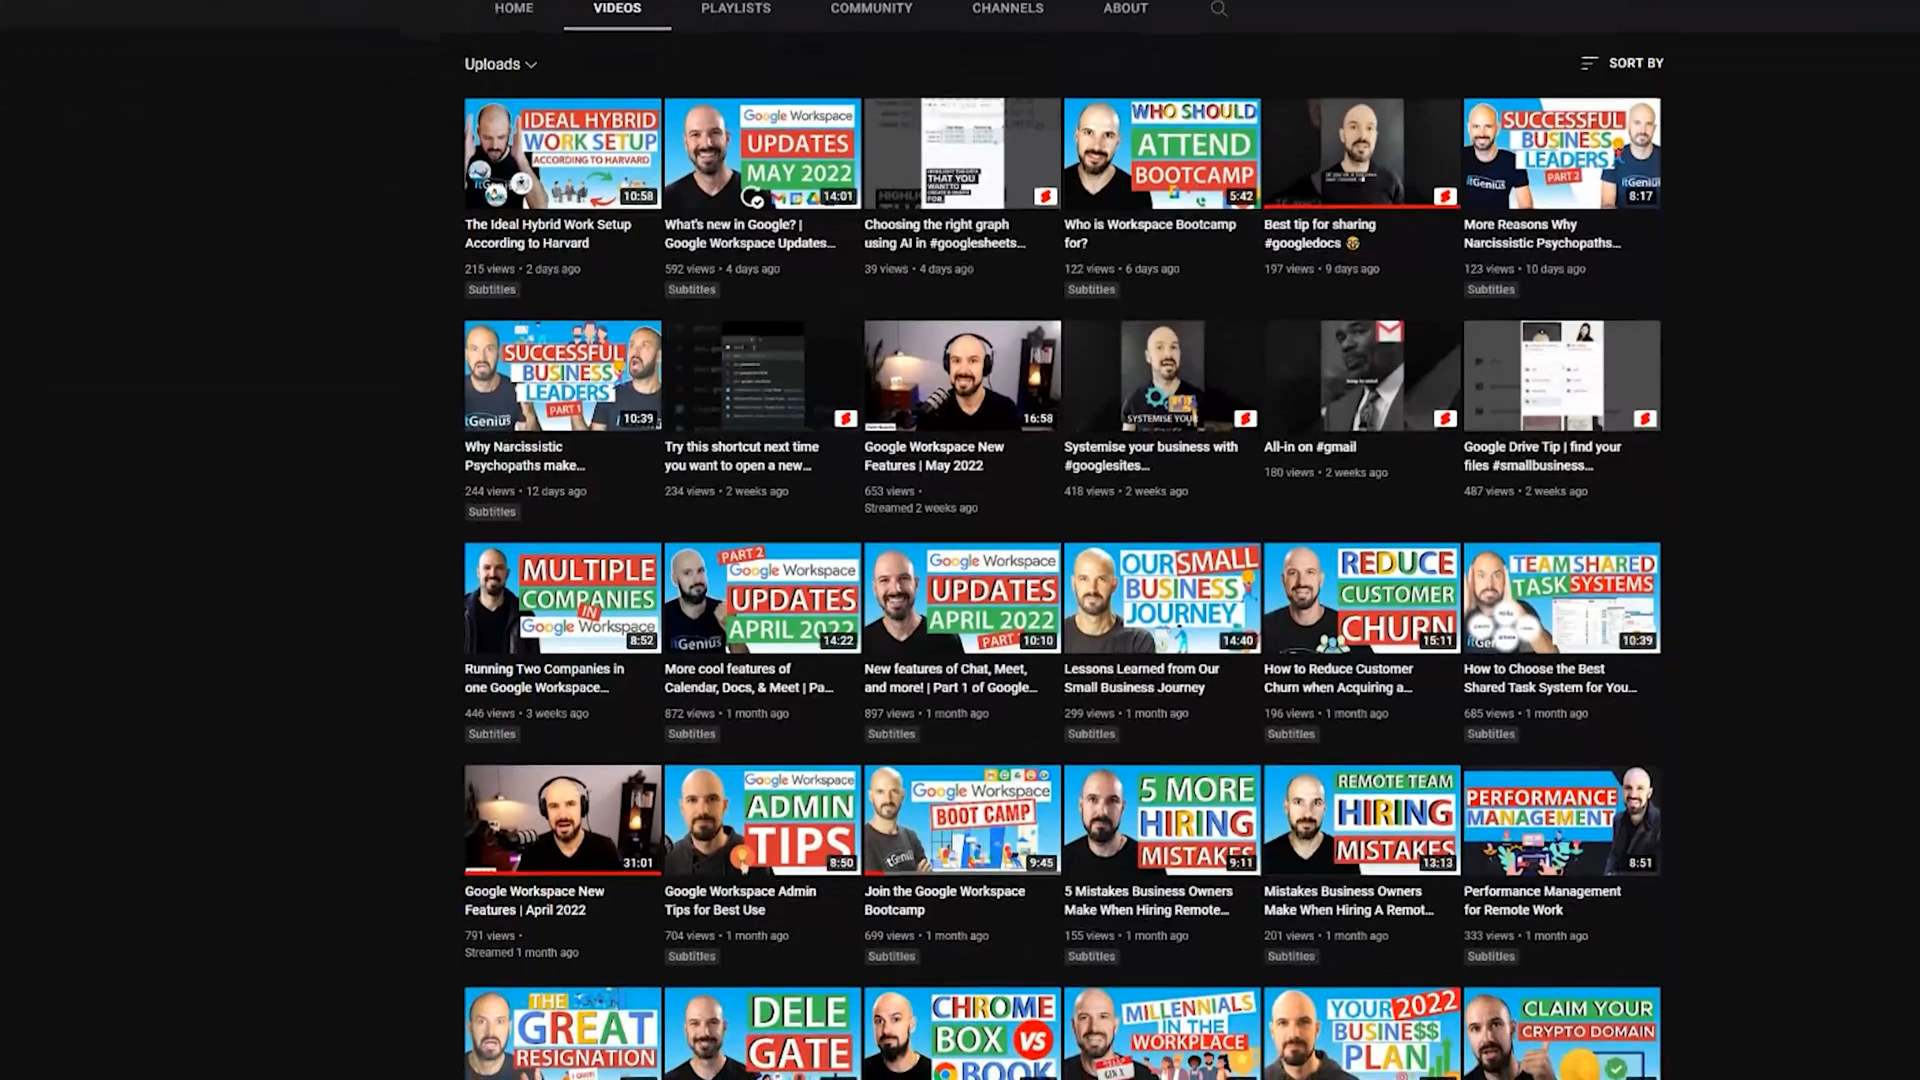 HOME VIDEOS PLAYLISTS COMMUNITY CHANNELS ABOUT
Uploads SORT BY
IDEAL HYBRID
WORK SETUP
ACCORDING TO HARVARD
10:58
Google Workspace
UPDATES
MAY 2022
14:01
THAT YOU
WANT TO
FOR.
WHO SHOULD
ATTEND
BOOTCAMP
5:42
SUCCESSFUL
BUSINESS
LEADERS
PART 2
itGenius
itGenius
8:17
The Ideal Hybrid Work Setup
According to Harvard
215 views • 2 days ago
Subtitles
What's new in Google? |
Google Workspace Updates...
592 views • 4 days ago
Subtitles
Choosing the right graph
using AI in #googlesheets...
39 views • 4 days ago
Who is Workspace Bootcamp
for?
122 views • 6 days ago
Subtitles
Best tip for sharing
#googledocs 🤓
197 views • 9 days ago
More Reasons Why
Narcissistic Psychopaths...
123 views • 10 days ago
Subtitles
SUCCESSFUL
BUSINESS
LEADERS
PART 1
itGenius
10:39
16:58
SYSTEMISE YOUR
Why Narcissistic
Psychopaths make...
244 views • 12 days ago
Subtitles
Try this shortcut next time
you want to open a new...
234 views • 2 weeks ago
Google Workspace New
Features | May 2022
653 views •
Streamed 2 weeks ago
Systemise your business with
#googlesites...
418 views • 2 weeks ago
All-in on #gmail
180 views • 2 weeks ago
Google Drive Tip | find your
files #smallbusiness...
487 views • 2 weeks ago
MULTIPLE
COMPANIES
IN
Google Workspace
8:52
PART 2
Google Workspace
UPDATES
APRIL 2022
itGenius
14:22
Google Workspace
UPDATES
APRIL 2022
PART
10:10
OUR SMALL
BUSINESS
JOURNEY
14:40
REDUCE
CUSTOMER
CHURN
15:11
TEAM SHARED
TASK SYSTEMS
10:39
Running Two Companies in
one Google Workspace...
446 views • 3 weeks ago
Subtitles
More cool features of
Calendar, Docs, & Meet | Pa...
872 views • 1 month ago
Subtitles
New features of Chat, Meet,
and more! | Part 1 of Google...
897 views • 1 month ago
Subtitles
Lessons Learned from Our
Small Business Journey
299 views • 1 month ago
Subtitles
How to Reduce Customer
Churn when Acquiring a...
196 views • 1 month ago
Subtitles
How to Choose the Best
Shared Task System for You...
685 views • 1 month ago
Subtitles
31:01
Google Workspace
ADMIN
TIPS
8:50
Google Workspace
BOOT CAMP
9:45
5 MORE
HIRING
MISTAKES
9:11
REMOTE TEAM
HIRING
MISTAKES
13:13
PERFORMANCE
MANAGEMENT
8:51
Google Workspace New
Features | April 2022
791 views •
Streamed 1 month ago
Google Workspace Admin
Tips for Best Use
704 views • 1 month ago
Subtitles
Join the Google Workspace
Bootcamp
699 views • 1 month ago
Subtitles
5 Mistakes Business Owners
Make When Hiring Remote...
155 views • 1 month ago
Subtitles
Mistakes Business Owners
Make When Hiring A Remot...
201 views • 1 month ago
Subtitles
Performance Management
for Remote Work
333 views • 1 month ago
Subtitles
THE
GREAT
RESIGNATION
DELE
GATE
CHROME
BOX VS
BOOK
MILLENNIALS
IN THE
WORKPLACE
GEN X
YOUR 2022
BUSINE$$
PLAN
CLAIM YOUR
CRYPTO DOMAIN